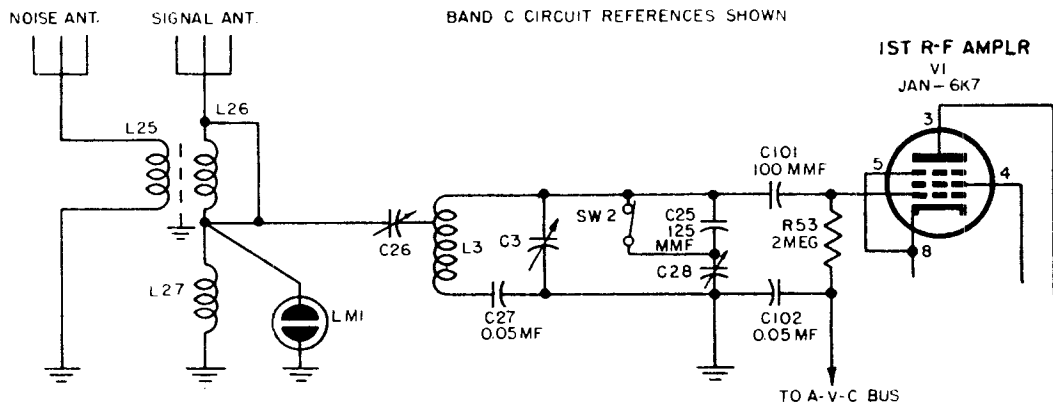 NOISE ANT.
SIGNAL ANT.
BAND C CIRCUIT REFERENCES SHOWN
1ST R-F AMPLR
V1
JAN-6K7
L25
L26
3
5
4
8
C101
100 MMF
C26
L3
C3
SW2
C25
125
MMF
C28
R53
2MEG
L27
LM1
C27
0.05MF
C102
0.05MF
TO A-V-C BUS